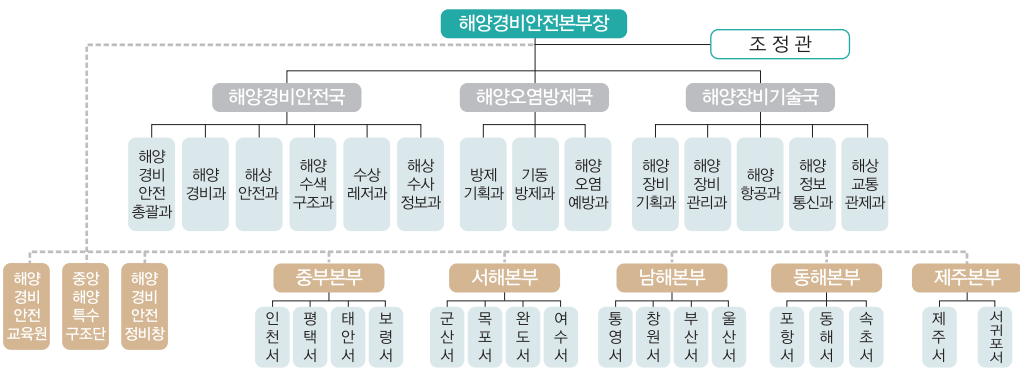 해양경비안전본부장
조 정 관
해양경비안전국
해양오염방제국
해양장비기술국
해양
경비
안전
총괄과
해양
경비과
해상
안전과
해양
수색
구조과
수상
레저과
해상
수사
정보과
방제
기획과
기동
방제과
해양
오염
예방과
해양
장비
기획과
해양
장비
관리과
해양
항공과
해양
정보
통신과
해상
교통
관제과
해양
경비
안전
교육원
중앙
해양
특수
구조단
해양
경비
안전
정비창
중부본부
서해본부
남해본부
동해본부
제주본부
인천서
평택서
태안서
보령서
군산서
목포서
완도서
여수서
통영서
창원서
부산서
울산서
포항서
동해서
속초서
제주서
서귀포서